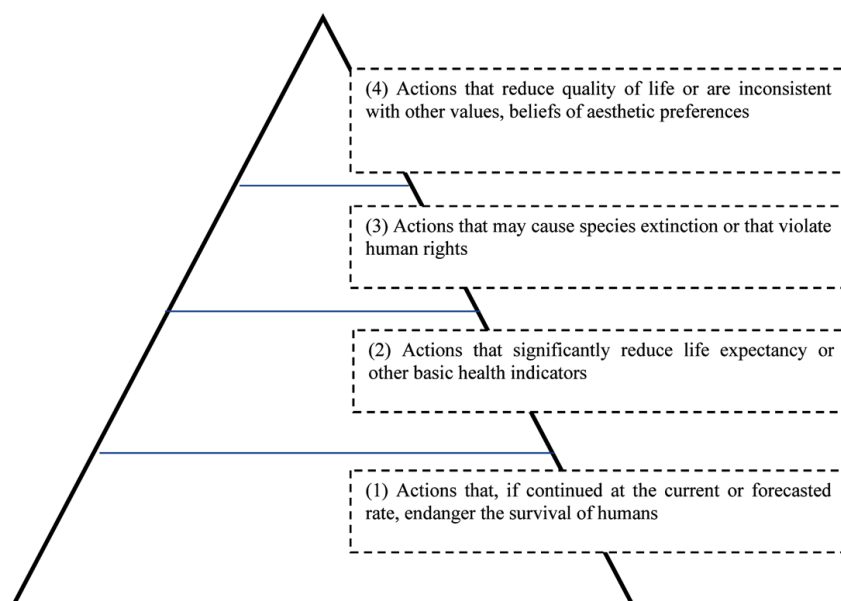 (4) Actions that reduce quality of life or are inconsistent
with other values, beliefs of aesthetic preferences
(3) Actions that may cause species extinction or that violate
human rights
(2) Actions that significantly reduce life expectancy or
other basic health indicators
(1) Actions that, if continued at the current or forecasted
rate, endanger the survival of humans